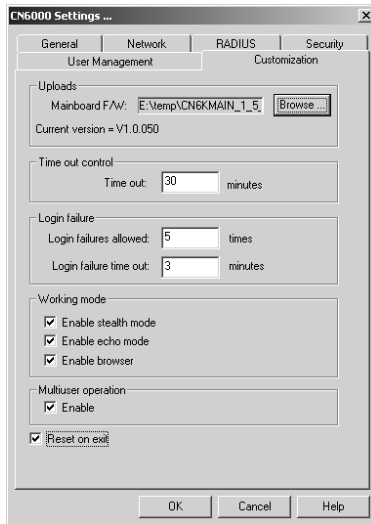 CN6000 Settings ...
General Network RADIUS Security
User Management Customization
Uploads
Mainboard F/W: E:\temp\CN6KMAIN_1_5_ Browse ...
Current version = V1.0.050
Time out control
Time out: 30 minutes
Login failure
Login failures allowed: 5 times
Login failure time out: 3 minutes
Working mode
Enable stealth mode
Enable echo mode
Enable browser
Multiuser operation
Enable
Reset on exit
OK Cancel Help